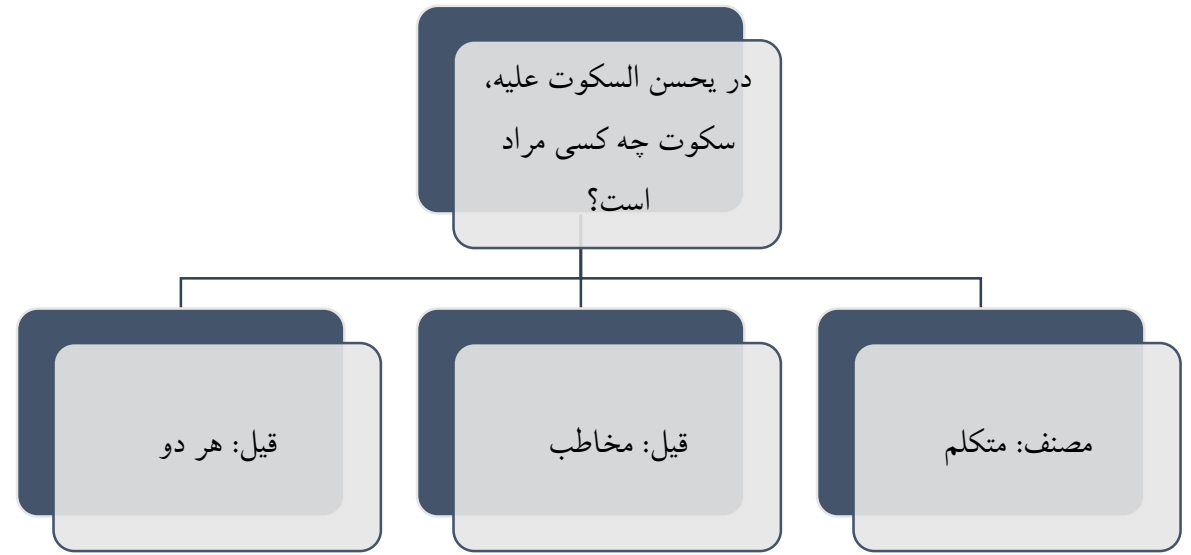 در یحسن السکوت علیه،
سکوت چه کسی مراد
است؟
مصنف: متکلم
قیل: مخاطب
قیل: هر دو